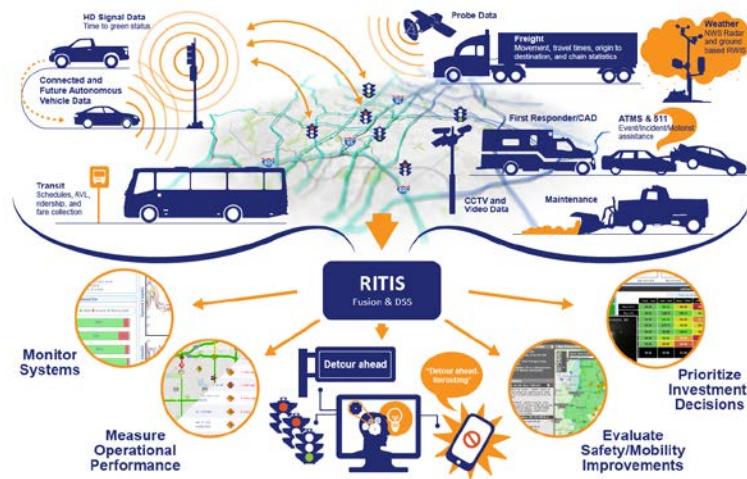 HD Signal Data
Time to green status
Connected and
Future Autonomous
Vehicle Data
Probe Data
Freight
Movement, travel times, origin to
destination, and chain statistics
Weather
NWS Radar
and ground
based RWIS
First Responder/CAD
ATMS & 511
Event/Incident/Motorist
assistance
Transit
Schedules, AVL,
ridership, and
fare collection
CCTV and
Video Data
Maintenance
RITIS
Fusion & DSS
Monitor
Systems
Measure
Operational
Performance
Detour ahead
"Detour ahead.
Rerouting"
Evaluate
Safety/Mobility
Improvements
Prioritize
Investment
Decisions